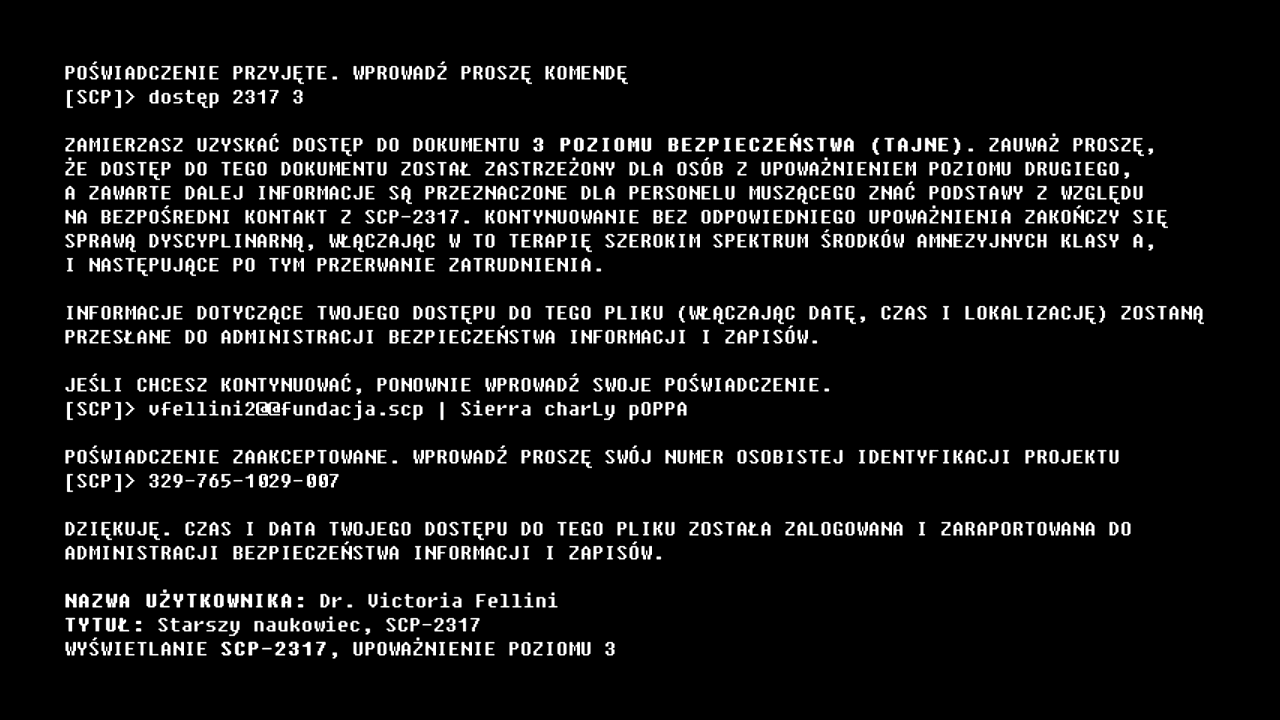 POŚWIADCZENIE PRZYJĘTE. WPROWADŹ PROSZĘ KOMENDĘ
[SCP]> dostęp 2317 3
ZAMIERZASZ UZYSKAĆ DOSTĘP DO DOKUMENTU 3 POZIOMU BEZPIECZEŃSTWA (TAJNE). ZAUWAŻ PROSZĘ,
ŻE DOSTĘP DO TEGO DOKUMENTU ZOSTAŁ ZASTRZEŻONY DLA OSÓB Z UPOWAŻNIENIEM POZIOMU DRUGIEGO,
A ZAWARTE DALEJ INFORMACJE SĄ PRZEZNACZONE DLA PERSONELU MUSZĄCEGO ZNAĆ PODSTAWY Z WZGLĘDU
NA BEZPOŚREDNI KONTAKT Z SCP-2317. KONTYNUOWANIE BEZ ODPOWIEDNIEGO UPOWAŻNIENIA ZAKOŃCZY SIĘ
SPRAWĄ DYSCYPLINARNĄ, WŁĄCZAJĄC W TO TERAPIĘ SZEROKIM SPEKTRUM ŚRODKÓW AMNEZYJNYCH KLASY A,
I NASTĘPUJĄCE PO TYM PRZERWANIE ZATRUDNIENIA.
INFORMACJE DOTYCZĄCE TWOJEGO DOSTĘPU DO TEGO PLIKU (WŁĄCZAJĄC DATĘ, CZAS I LOKALIZACJĘ) ZOSTANĄ
PRZESŁANE DO ADMINISTRACJI BEZPIECZEŃSTWA INFORMACJI I ZAPISÓW.
JEŚLI CHCESZ KONTYNUOWAĆ, PONOWNIE WPROWADŹ SWOJE POŚWIADCZENIE.
[SCP]> vfellini2@@fundacja.scp | Sierra charLy pOPPA
POŚWIADCZENIE ZAAKCEPTOWANE. WPROWADŹ PROSZĘ SWÓJ NUMER OSOBISTEJ IDENTYFIKACJI PROJEKTU
[SCP]> 329-765-1029-007
DZIĘKUJĘ. CZAS I DATA TWOJEGO DOSTĘPU DO TEGO PLIKU ZOSTAŁA ZALOGOWANA I ZARAPORTOWANA DO
ADMINISTRACJI BEZPIECZEŃSTWA INFORMACJI I ZAPISÓW.
NAZWA UŻYTKOWNIKA: Dr. Victoria Fellini
TYTUŁ: Starszy naukowiec, SCP-2317
WYŚWIETLANIE SCP-2317, UPOWAŻNIENIE POZIOMU 3